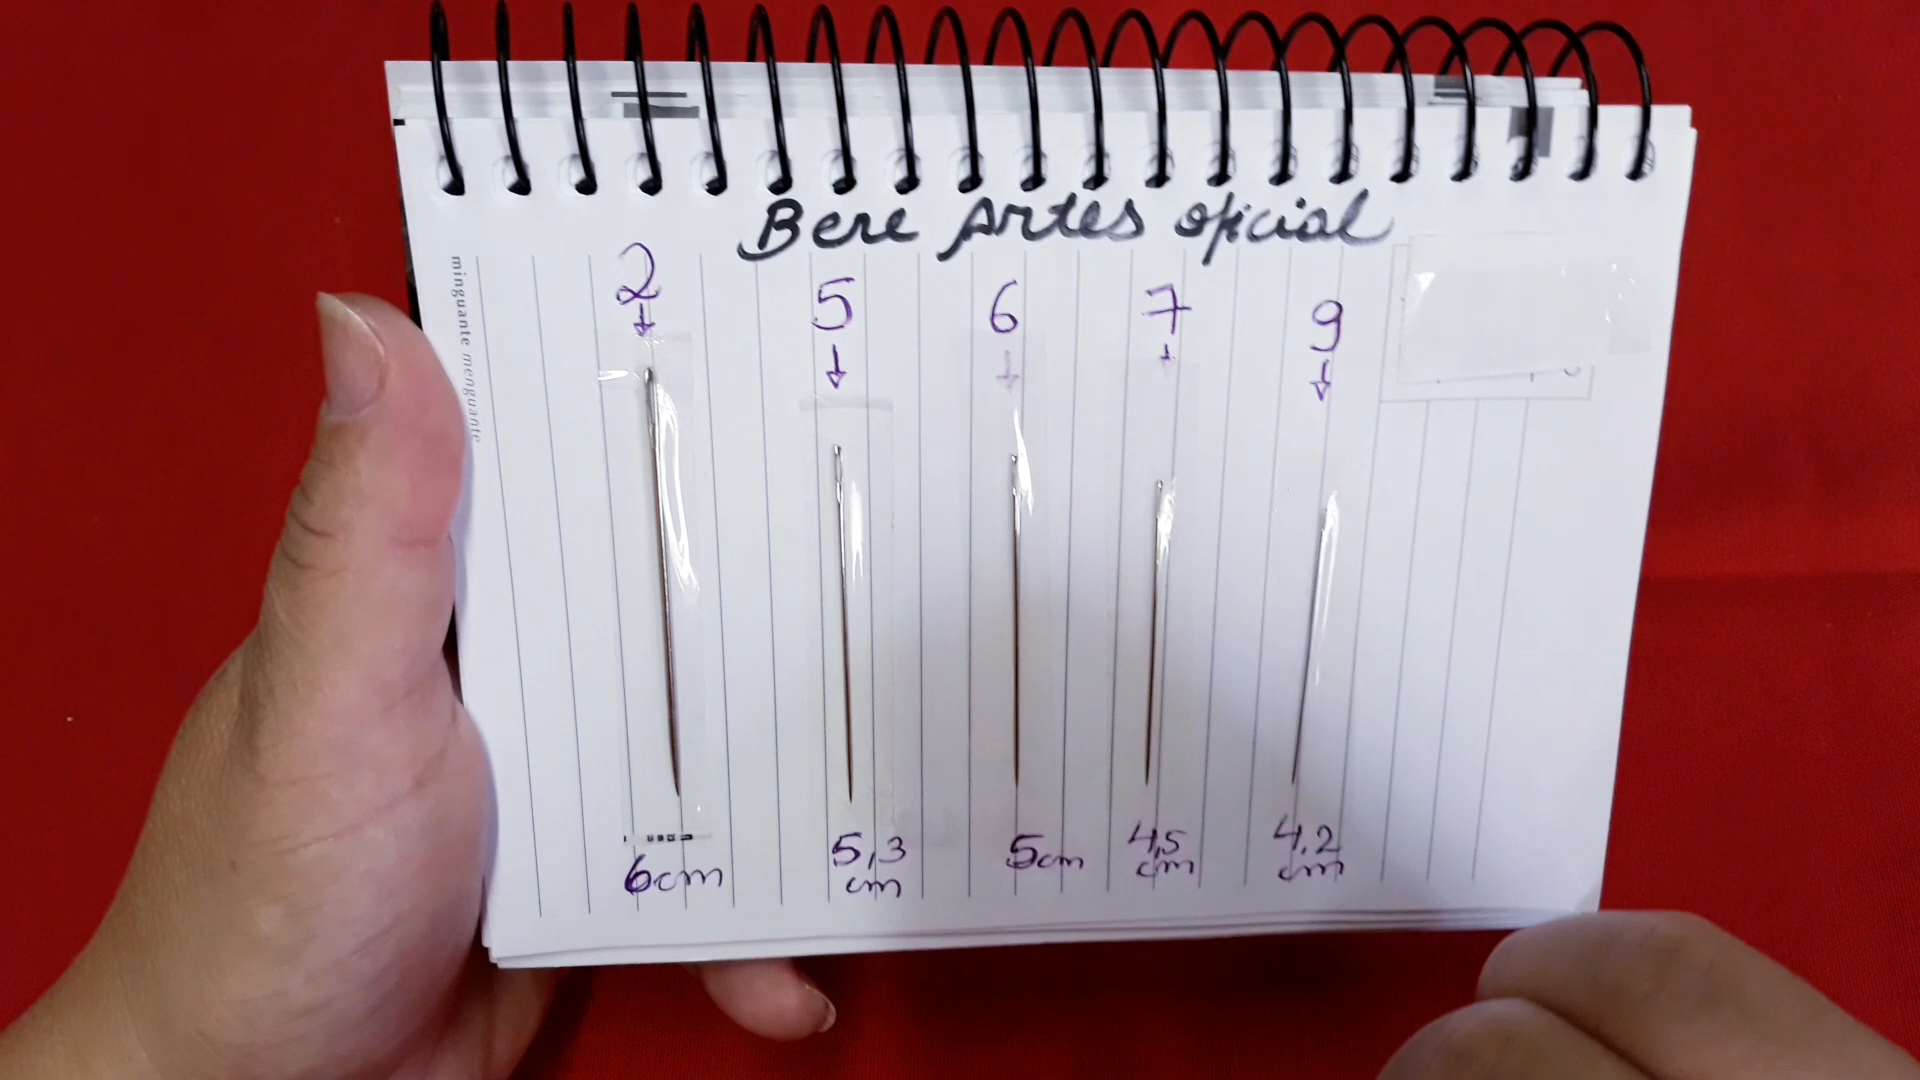 Bere Artes oficial
2 5 6 7 9
6cm 5,3 cm 5cm 4,5 cm 4,2 cm
minguante menguante